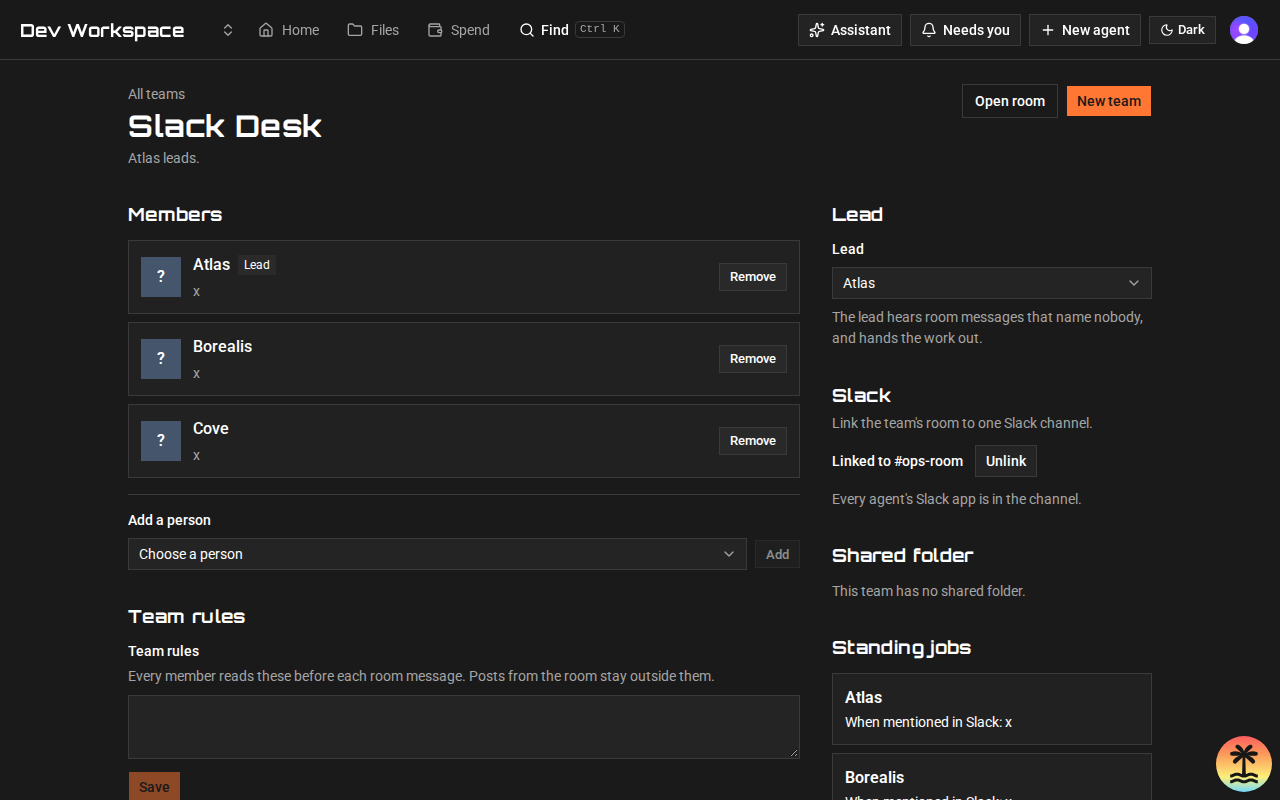 Dev Workspace
Home
Files
Spend
Find Ctrl K
Assistant
Needs you
New agent
Dark
All teams
Slack Desk
Atlas leads.
Open room
New team
Members
? Atlas Lead
x
Remove
? Borealis
x
Remove
? Cove
x
Remove
Add a person
Choose a person
Add
Team rules
Team rules
Every member reads these before each room message. Posts from the room stay outside them.
Save
Lead
Lead
Atlas
The lead hears room messages that name nobody,
and hands the work out.
Slack
Link the team's room to one Slack channel.
Linked to #ops-room Unlink
Every agent's Slack app is in the channel.
Shared folder
This team has no shared folder.
Standing jobs
Atlas
When mentioned in Slack: x
Borealis
When mentioned in Slack: x